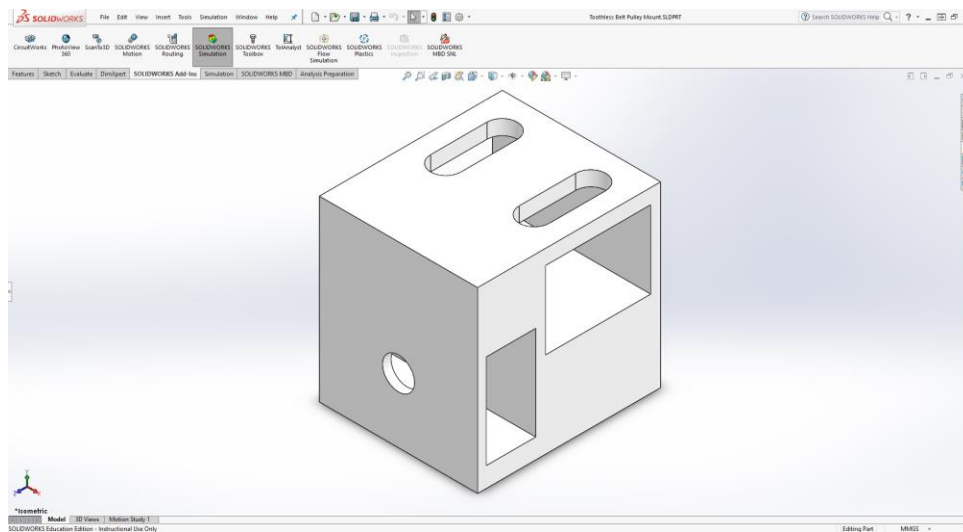 SOLIDWORKS File Edit View Insert Tools Simulation Window Help Toothless Belt Pulley Mount.SLDPRT Search SOLIDWORKS Help
CircuitWorks PhotoView 360 ScanTo3D SOLIDWORKS Motion SOLIDWORKS Routing SOLIDWORKS Simulation SOLIDWORKS Toolbox TolAnalyst SOLIDWORKS Flow Simulation SOLIDWORKS Plastics SOLIDWORKS Inspection SOLIDWORKS MBD SNL
Features Sketch Evaluate DimXpert SOLIDWORKS Add-Ins Simulation SOLIDWORKS MBD Analysis Preparation
Y
*Isometric
Model 3D Views Motion Study 1
SOLIDWORKS Education Edition - Instructional Use Only Editing Part MMGS